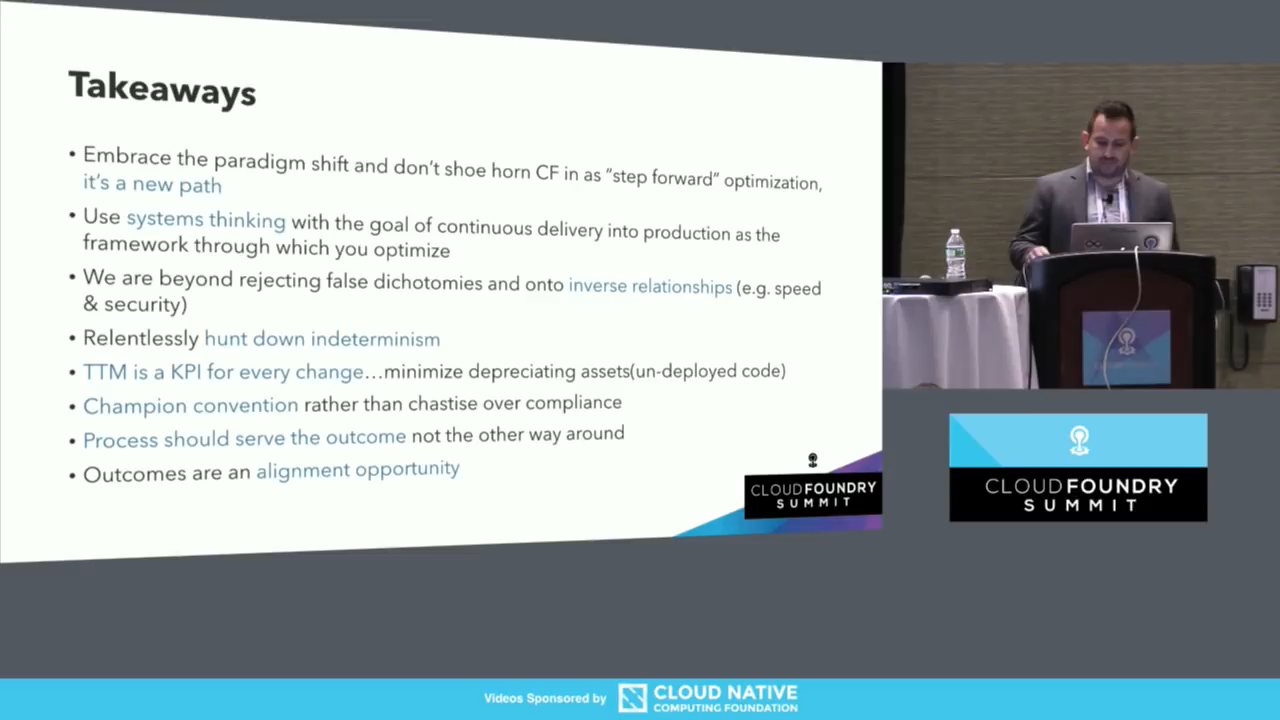 Takeaways
• Embrace the paradigm shift and don't shoe horn CF in as “step forward” optimization,
it's a new path
• Use systems thinking with the goal of continuous delivery into production as the
framework through which you optimize
• We are beyond rejecting false dichotomies and onto inverse relationships (e.g. speed
& security)
• Relentlessly hunt down indeterminism
• TTM is a KPI for every change...minimize depreciating assets(un-deployed code)
• Champion convention rather than chastise over compliance
• Process should serve the outcome not the other way around
• Outcomes are an alignment opportunity
CLOUDFOUNDRY
SUMMIT
CLOUDFOUNDRY
SUMMIT
Videos Sponsored by
CLOUD NATIVE
COMPUTING FOUNDATION